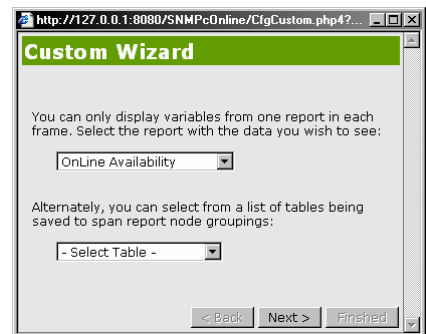 http://127.0.0.1:8080/SNMPcOnline/CfgCustom.php4?...
Custom Wizard
You can only display variables from one report in each
frame. Select the report with the data you wish to see:
OnLine Availability
Alternately, you can select from a list of tables being
saved to span report node groupings:
- Select Table -
< Back
Next >
Finshed